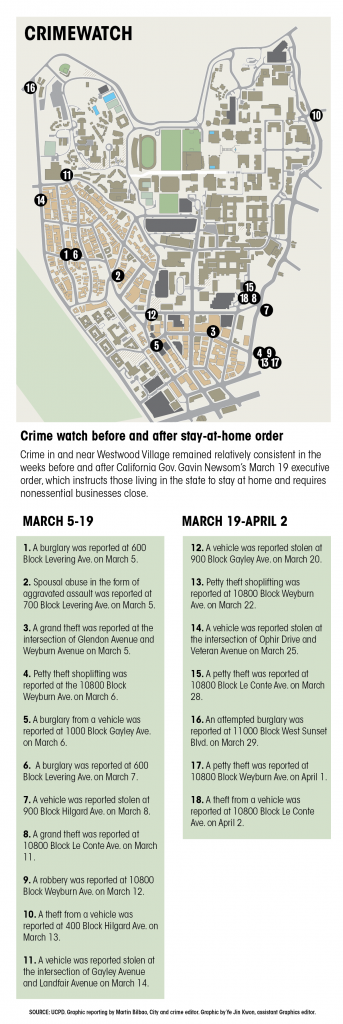 CRIMEWATCH
16
10
11
14
1 6
2
15
18 8
7
12
3
5
4 9
13 17
Crime watch before and after stay-at-home order
Crime in and near Westwood Village remained relatively consistent in the
weeks before and after California Gov. Gavin Newsom's March 19 executive
order, which instructs those living in the state to stay at home and requires
nonessential businesses close.
MARCH 5-19
1. A burglary was reported at 600
Block Levering Ave. on March 5.
2. Spousal abuse in the form of
aggravated assault was reported at
700 Block Levering Ave. on March 5.
3. A grand theft was reported at the
intersection of Glendon Avenue and
Weyburn Avenue on March 5.
4. Petty theft shoplifting was
reported at the 10800 Block
Weyburn Ave. on March 6.
5. A burglary from a vehicle was
reported at 1000 Block Gayley Ave.
on March 6.
6. A burglary was reported at 600
Block Levering Ave. on March 7.
7. A vehicle was reported stolen at
900 Block Hilgard Ave. on March 8.
8. A grand theft was reported at
10800 Block Le Conte Ave. on March
11.
9. A robbery was reported at 10800
Block Weyburn Ave. on March 12.
10. A theft from a vehicle was
reported at 400 Block Hilgard Ave. on
March 13.
11. A vehicle was reported stolen at
the intersection of Gayley Avenue
and Landfair Avenue on March 14.
MARCH 19-APRIL 2
12. A vehicle was reported stolen at
900 Block Gayley Ave. on March 20.
13. Petty theft shoplifting was
reported at 10800 Block Weyburn
Ave. on March 22.
14. A vehicle was reported stolen at
the intersection of Ophir Drive and
Veteran Avenue on March 25.
15. A petty theft was reported at
10800 Block Le Conte Ave. on March
28.
16. An attempted burglary was
reported at 11000 Block West Sunset
Blvd. on March 29.
17. A petty theft was reported at
10800 Block Weyburn Ave. on April 1.
18. A theft from a vehicle was
reported at 10800 Block Le Conte
Ave. on April 2.
SOURCE: UCPD. Graphic reporting by Martín Bilbao, City and crime editor. Graphic by Ye Jin Kwon, assistant Graphics editor.